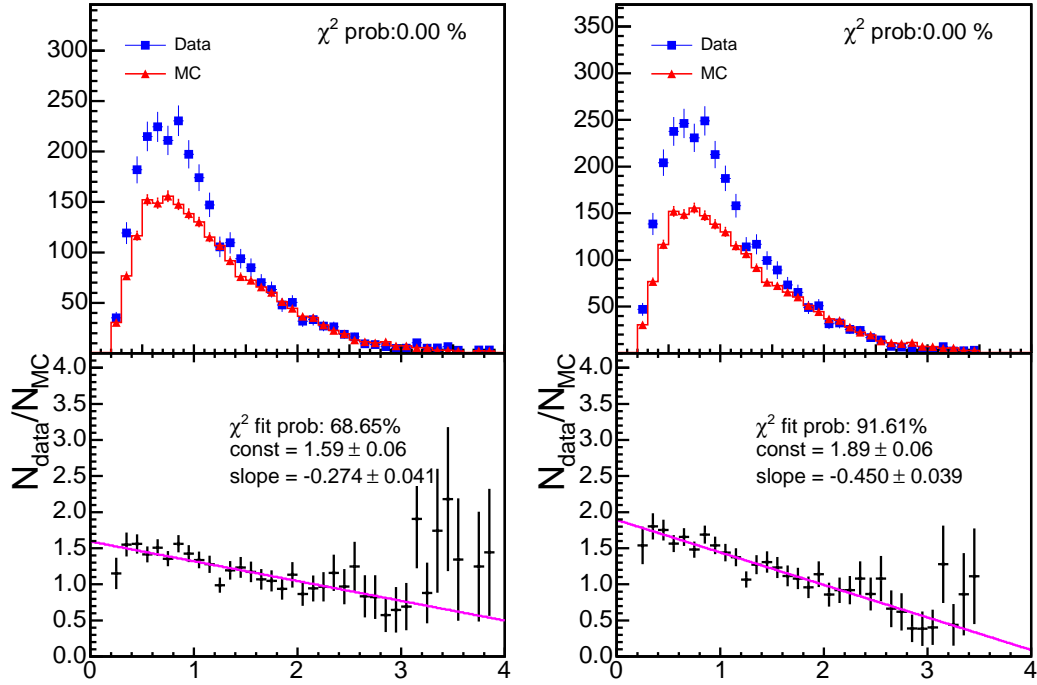 χ² prob:0.00 %
Data
MC
300
250
200
150
100
50
N_data/N_MC
χ² fit prob: 68.65%
const = 1.59 ± 0.06
slope = -0.274 ± 0.041
4.0
3.5
3.0
2.5
2.0
1.5
1.0
0.5
0.0
0 1 2 3 4
χ² prob:0.00 %
Data
MC
350
300
250
200
150
100
50
N_data/N_MC
χ² fit prob: 91.61%
const = 1.89 ± 0.06
slope = -0.450 ± 0.039
4.0
3.5
3.0
2.5
2.0
1.5
1.0
0.5
0.0
0 1 2 3 4